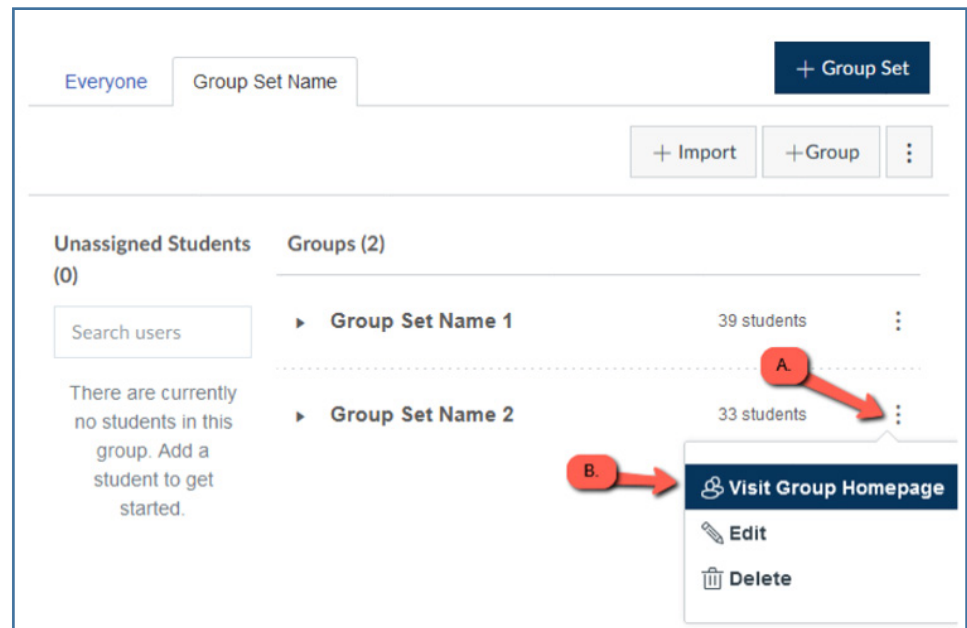 + Group Set
Everyone Group Set Name
+ Import +Group
Unassigned Students
(0)
Groups (2)
Search users
There are currently
no students in this
group. Add a
student to get
started.
Group Set Name 1 39 students
A.
Group Set Name 2 33 students
B.
Visit Group Homepage
Edit
Delete